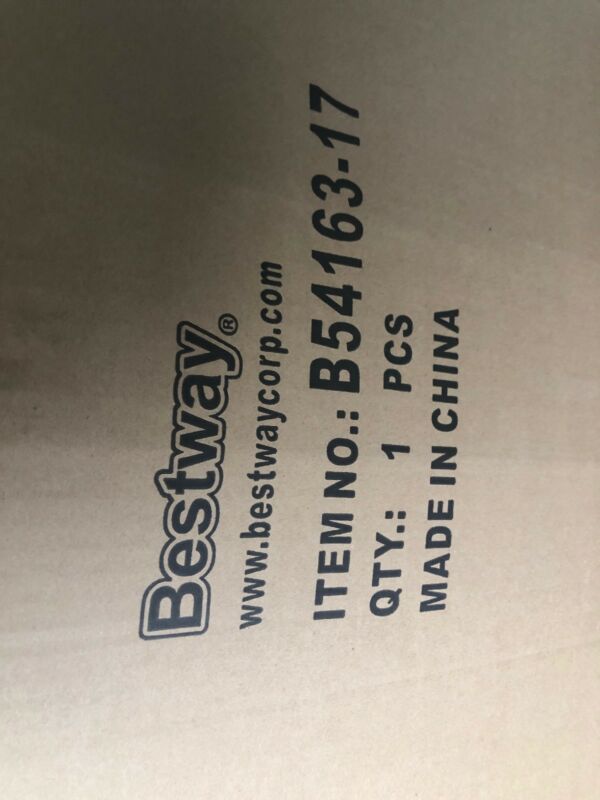 Bestway®
www.bestwaycorp.com
ITEM NO.: B54163-17
QTY.: 1 PCS
MADE IN CHINA